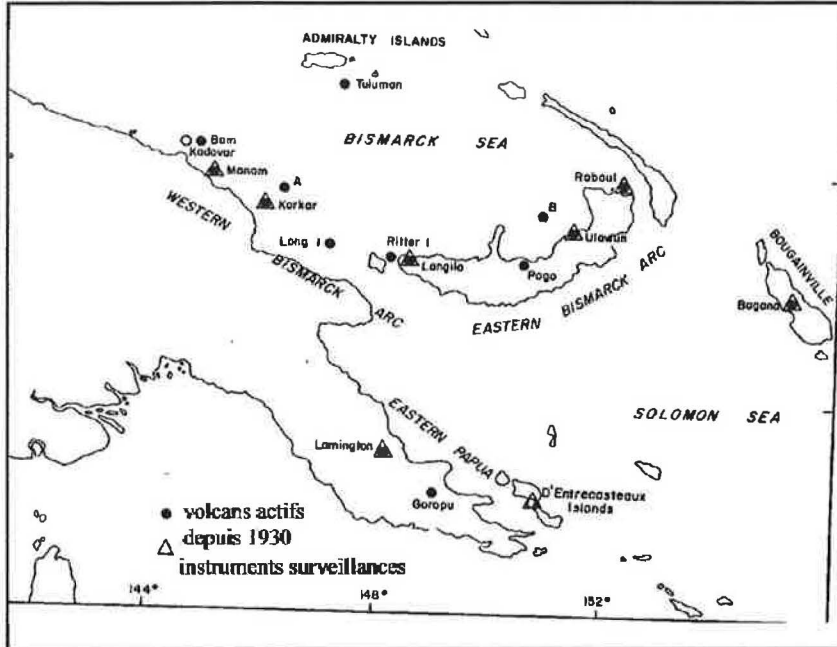 ADMIRALTY ISLANDS
Tuluman
BISMARCK SEA
Bam
Kadovar
Manam
A
Karkar
Rabaul
B
WESTERN
BISMARCK
ARC
Long I
Ritter I
Langila
Ulawun
Pago
EASTERN BISMARCK ARC
BOUGAINVILLE
Bagana
SOLOMON SEA
EASTERN PAPUA
Lamington
Goropu
D'Entrecasteaux
Islands
volcans actifs
depuis 1930
instruments surveillances
144°
148°
152°